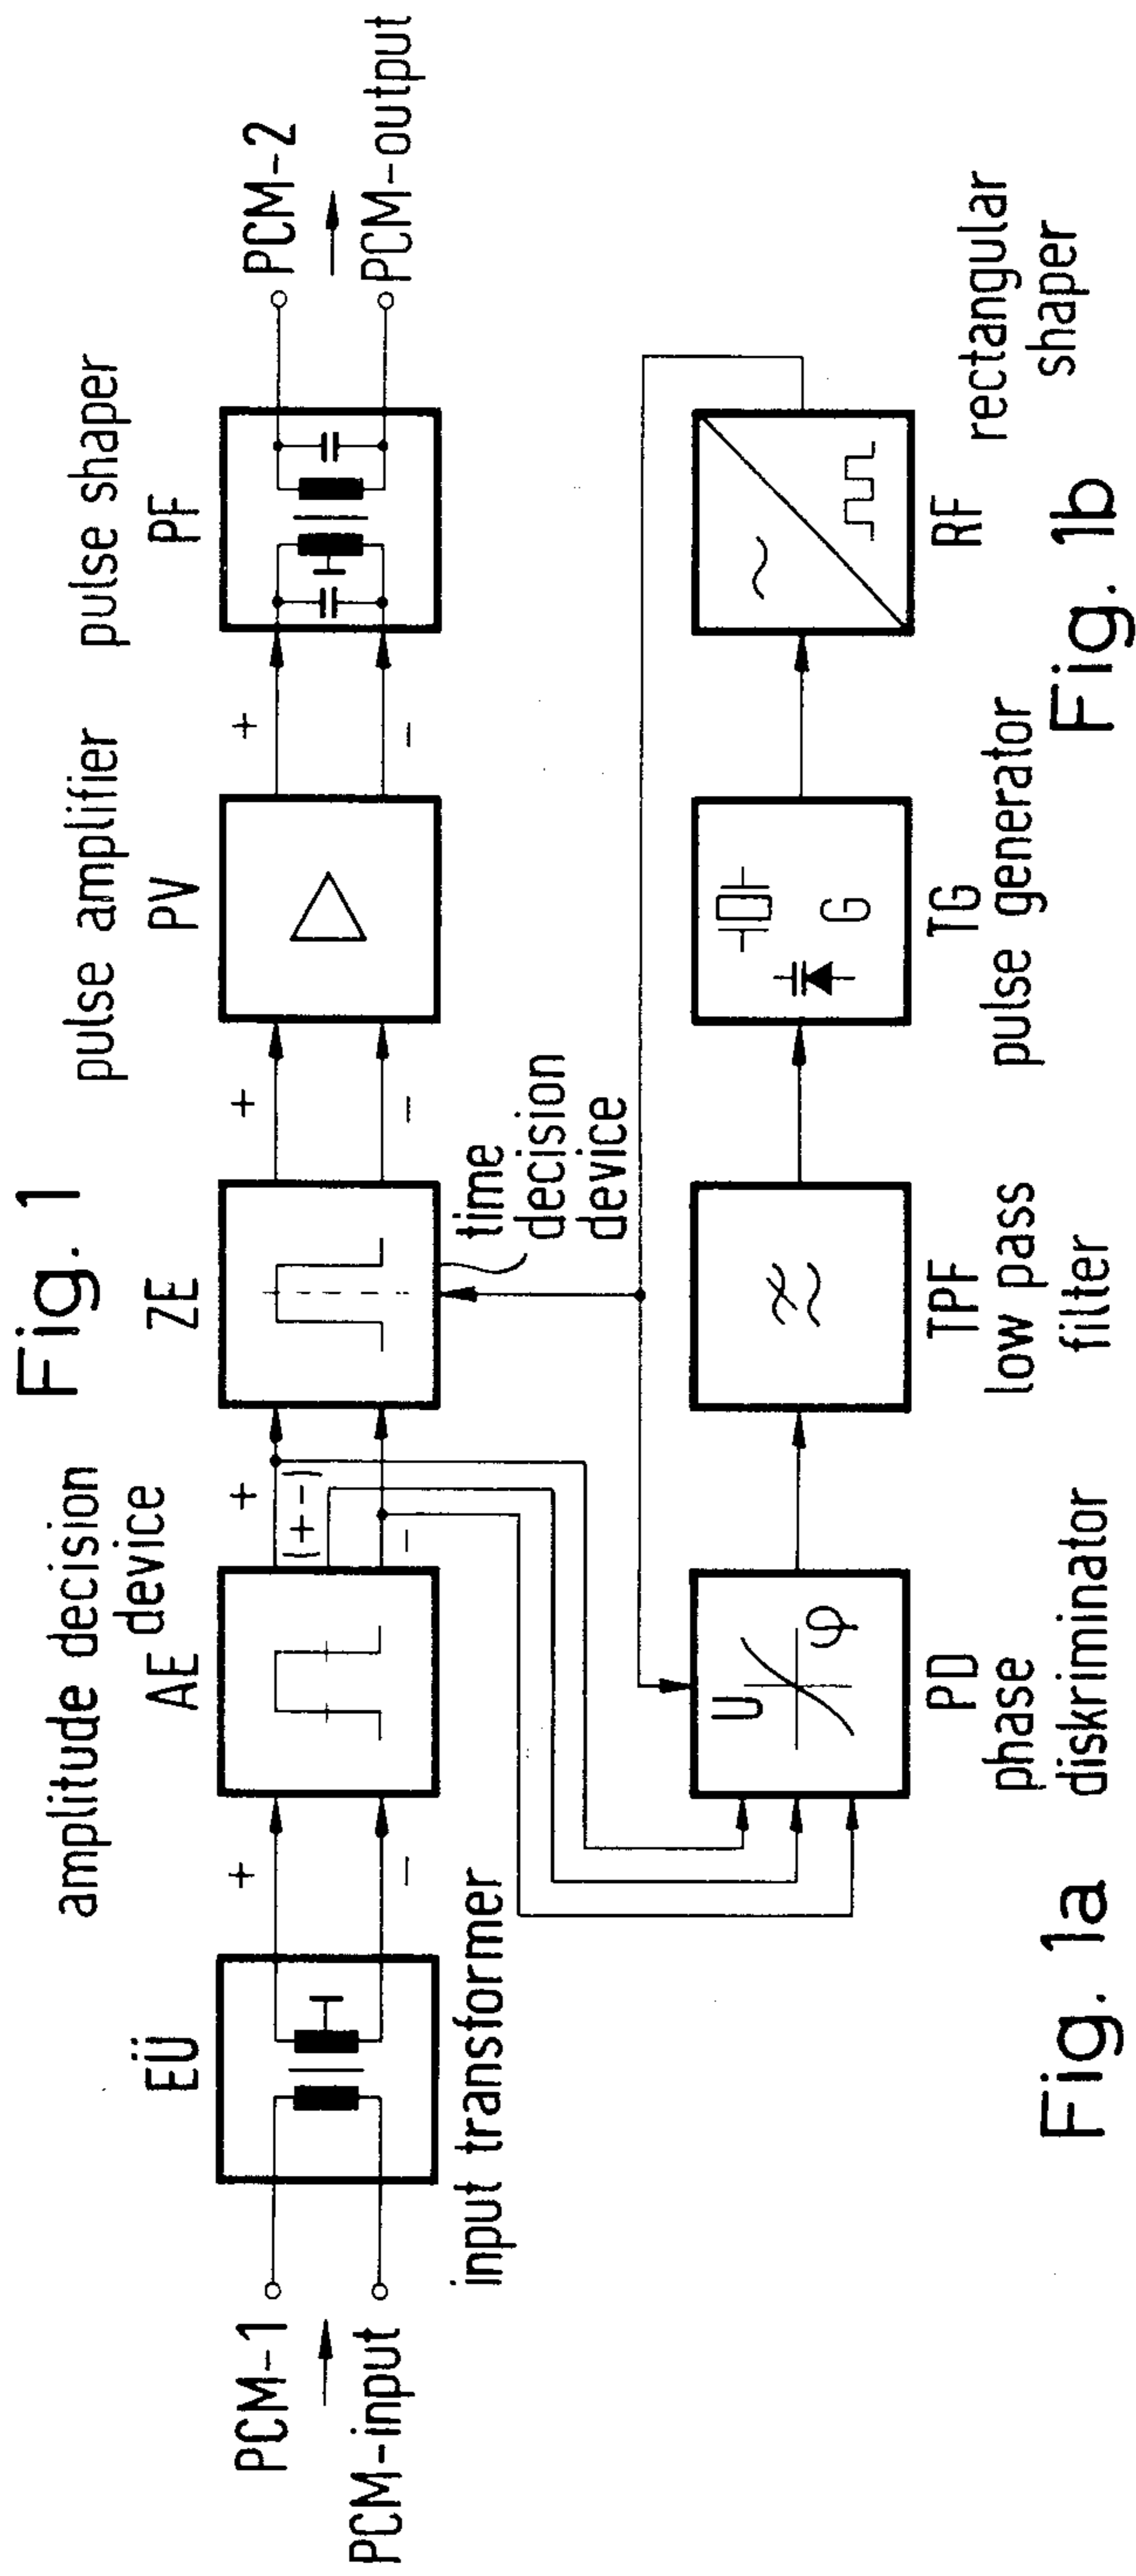 Fig. 1
amplitude decision
device
pulse amplifier
pulse shaper
EÜ
AE
ZE
PV
PF
PCM-1
PCM-input
+
-
+
(+-)
-
+
-
+
-
PCM-2
PCM-output
input transformer
time
decision
device
U
φ
G
PD
phase
diskriminator
TPF
low pass
filter
TG
pulse generator
RF
rectangular
shaper
Fig. 1a
Fig. 1b